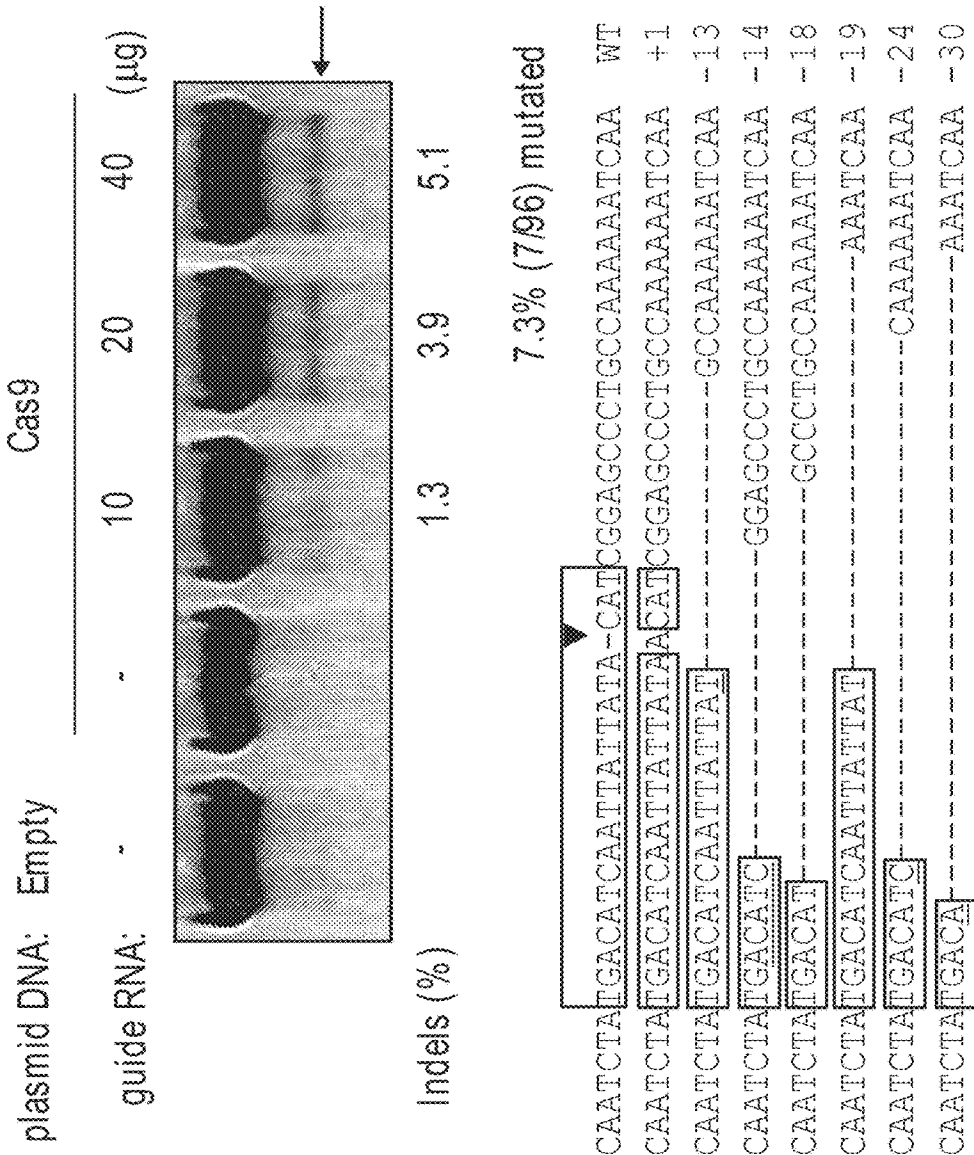 plasmid DNA: Empty Cas9
guide RNA: - - 10 20 40 (μg)
Indels (%) 1.3 3.9 5.1
7.3% (7/96) mutated
CAATCTATGACATCAATTATTATA-CATCGGAGCCCTGCCAAAAAATCAA WT
CAATCTATGACATCAATTATTATAACATCGGAGCCCTGCCAAAAAATCAA +1
CAATCTATGACATCAATTATTAT--------------GCCAAAAAATCAA -13
CAATCTATGACATC---------------GGAGCCCTGCCAAAAAATCAA -14
CAATCTATGACAT-------------------GCCCTGCCAAAAAATCAA -18
CAATCTATGACATCAATTATTAT--------------------AAATCAA -19
CAATCTATGACATC-------------------------CAAAAAATCAA -24
CAATCTATGACA-------------------------------AAATCAA -30